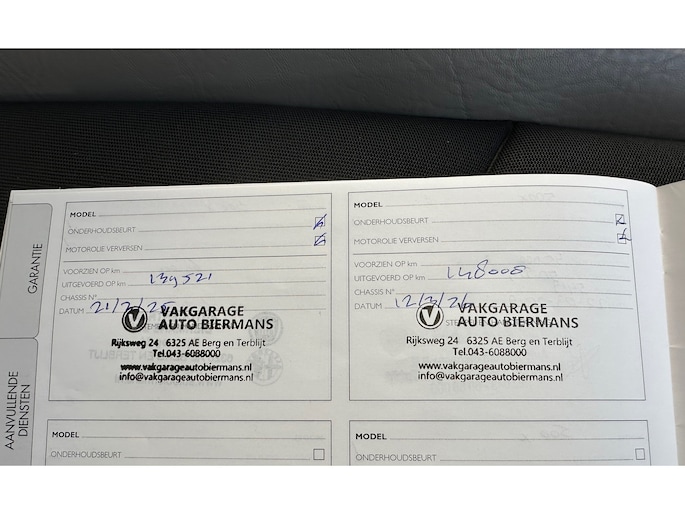 GARANTIE
AANVULLENDE
DIENSTEN
MODEL
ONDERHOUDSBEURT
MOTOROLIE VERVERSEN
VOORZIEN OP km
UITGEVOERD OP km 139521
CHASSIS N°
DATUM 21/2/25
VAKGARAGE
AUTO BIERMANS
Rijksweg 24 6325 AE Berg en Terblijt
Tel.043-6088000
www.vakgarageautobiermans.nl
info@vakgarageautobiermans.nl
MODEL
ONDERHOUDSBEURT
MOTOROLIE VERVERSEN
VOORZIEN OP km
UITGEVOERD OP km 148000
CHASSIS N°
DATUM 12/3/26
VAKGARAGE
AUTO BIERMANS
Rijksweg 24 6325 AE Berg en Terblijt
Tel.043-6088000
www.vakgarageautobiermans.nl
info@vakgarageautobiermans.nl
MODEL
ONDERHOUDSBEURT
MODEL
ONDERHOUDSBEURT